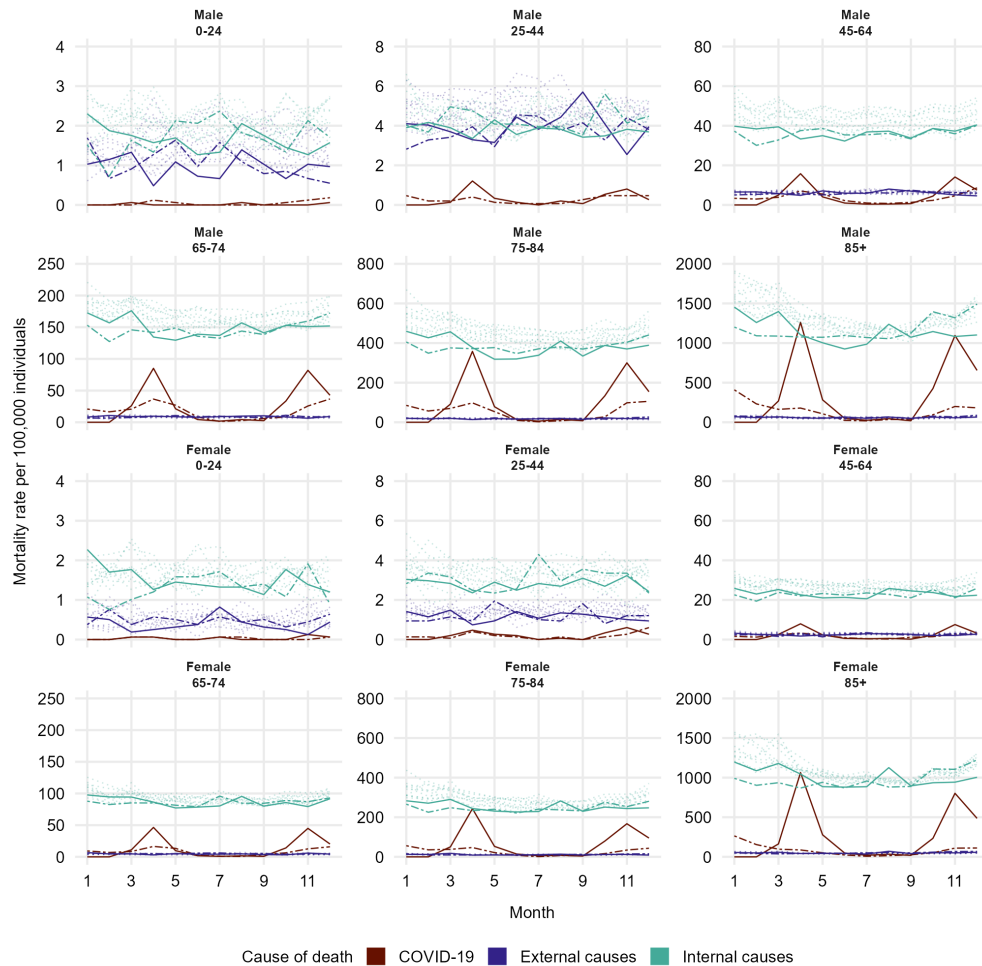 Male Male Male
0-24 25-44 45-64
4 8 80
3 6 60
2 4 40
1 2 20
0 0 0
Male Male Male
65-74 75-84 85+
250 800 2000
200 600 1500
150
100 400 1000
50 200 500
0 0 0
Mortality rate per 100,000 individuals
Female Female Female
0-24 25-44 45-64
4 8 80
3 6 60
2 4 40
1 2 20
0 0 0
Female Female Female
65-74 75-84 85+
250 800 2000
200 600 1500
150
100 400 1000
50 200 500
0 0 0
1 3 5 7 9 11 1 3 5 7 9 11 1 3 5 7 9 11
Month
Cause of death COVID-19 External causes Internal causes